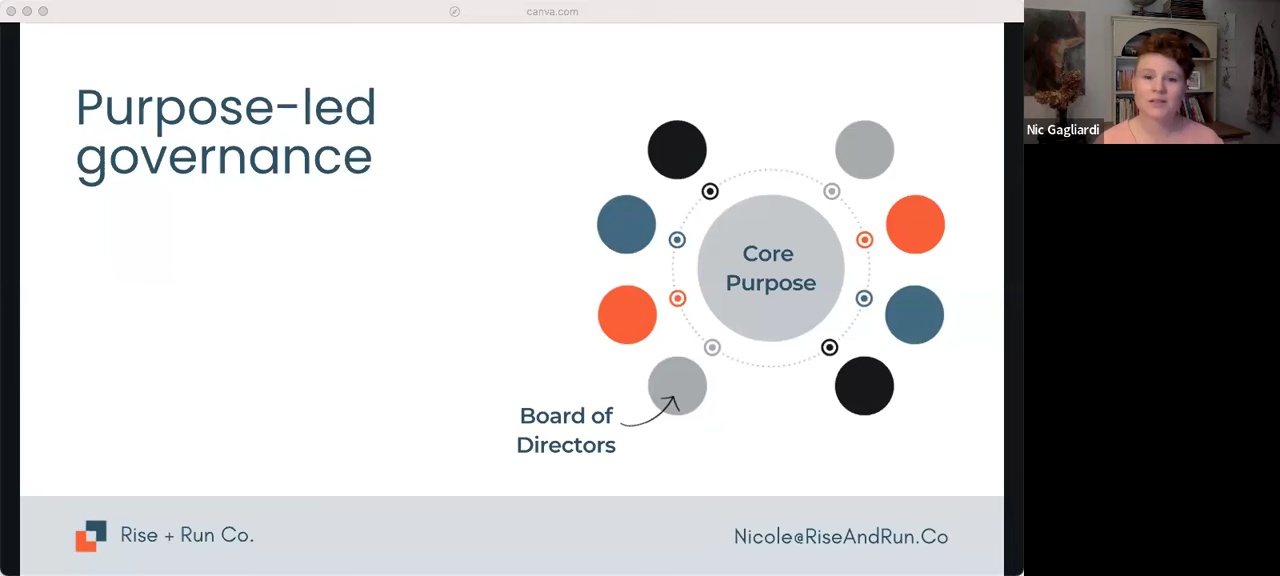 canva.com
Purpose-led
governance
Core
Purpose
Board of
Directors
Rise + Run Co.
Nicole@RiseAndRun.Co
Nic Gagliardi